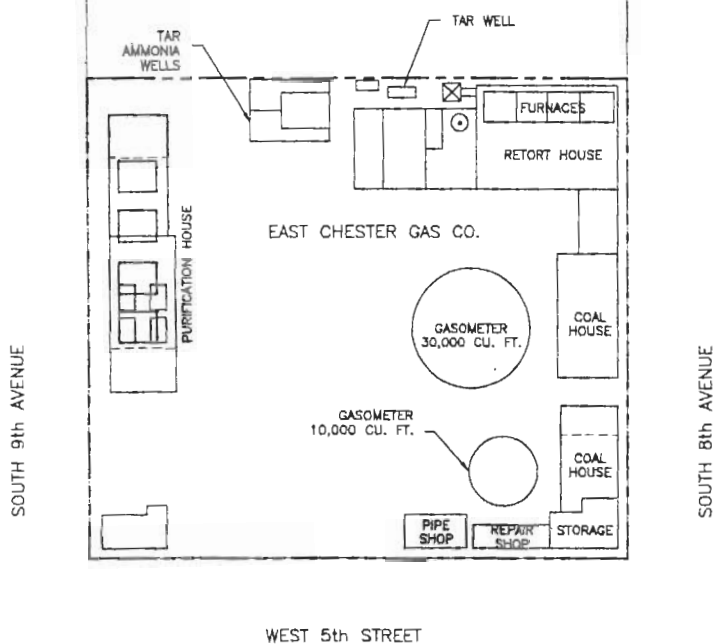 TAR WELL
TAR
AMMONIA
WELLS
FURNACES
RETORT HOUSE
EAST CHESTER GAS CO.
PURIFICATION HOUSE
GASOMETER
30,000 CU. FT.
COAL
HOUSE
SOUTH 9th AVENUE
SOUTH 8th AVENUE
GASOMETER
10,000 CU. FT.
COAL
HOUSE
PIPE
SHOP
REPAIR
SHOP
STORAGE
WEST 5th STREET